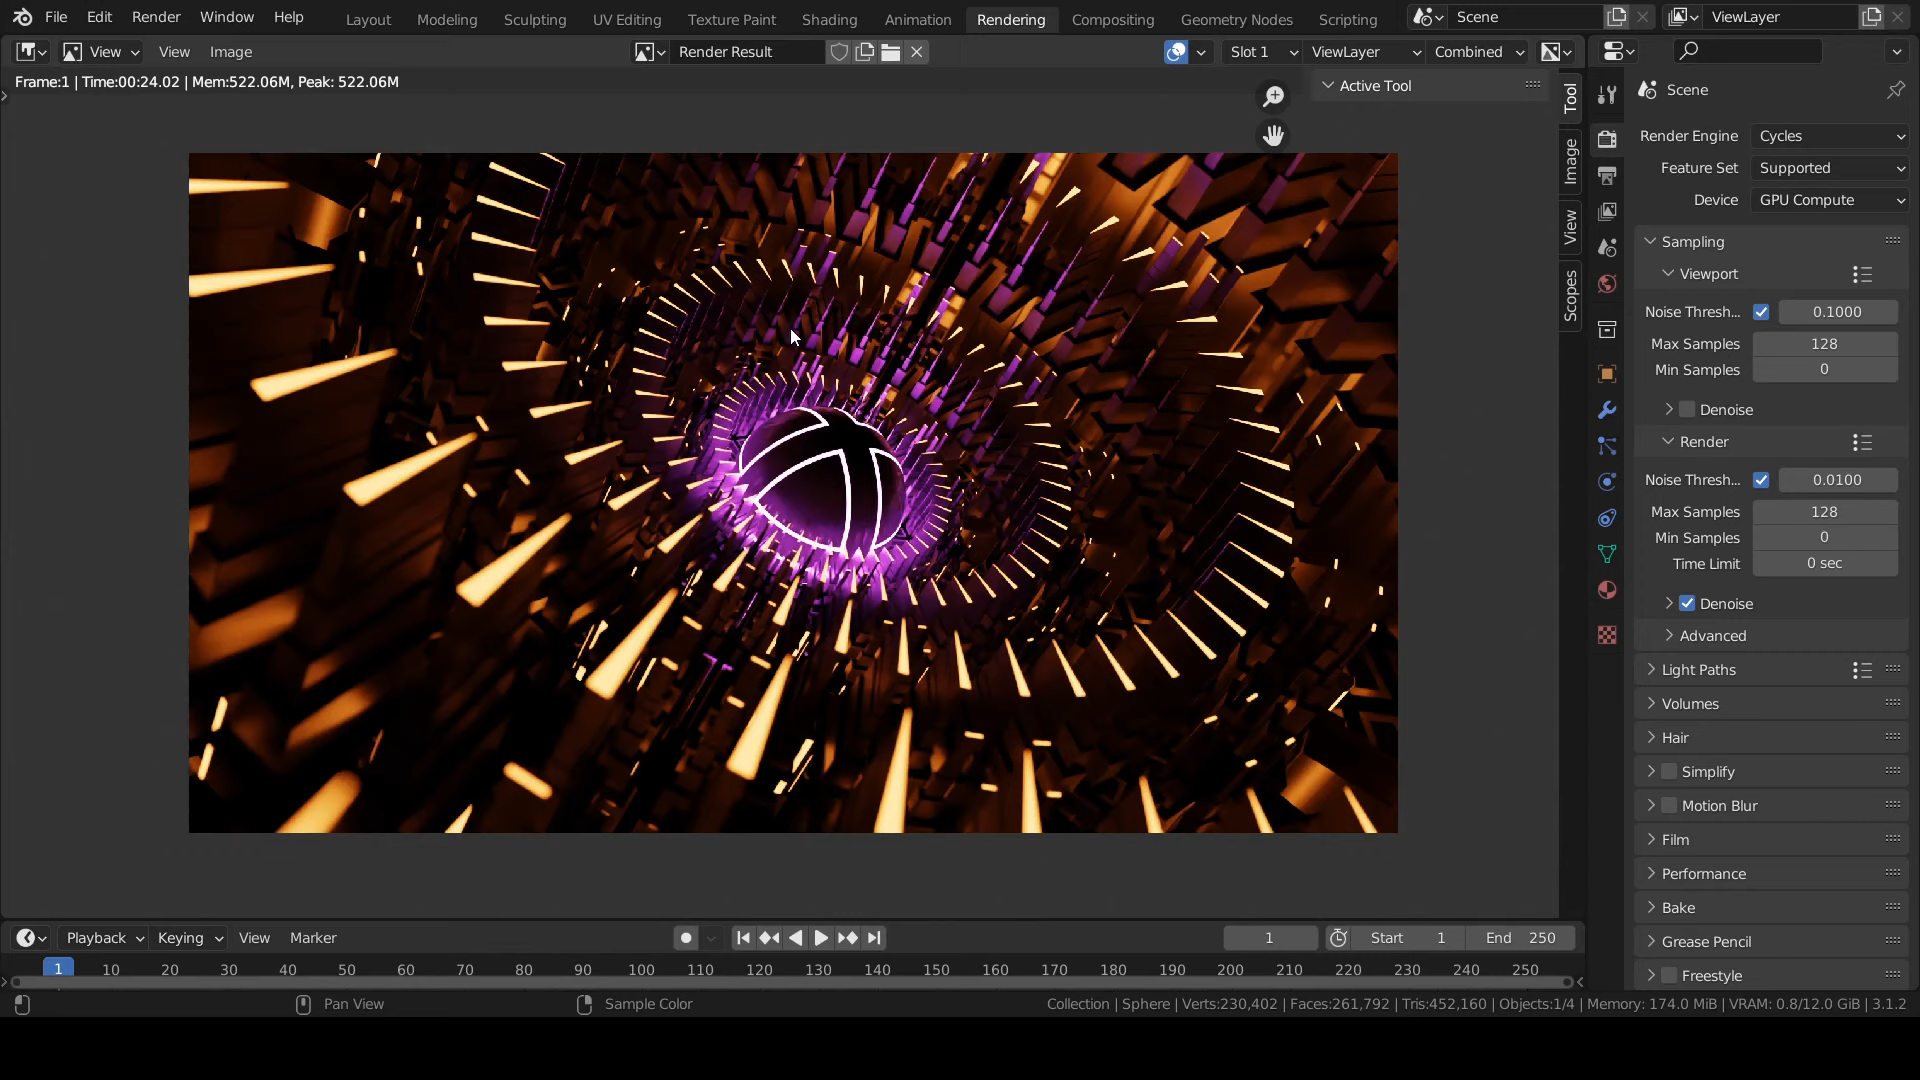 File Edit Render Window Help Layout Modeling Sculpting UV Editing Texture Paint Shading Animation Rendering Compositing Geometry Nodes Scripting Scene ViewLayer
View View Image Render Result Slot 1 ViewLayer Combined
Frame:1 | Time:00:24.02 | Mem:522.06M, Peak: 522.06M
Active Tool
Tool
Image
View
Scopes
Scene
Render Engine Cycles
Feature Set Supported
Device GPU Compute
Sampling
Viewport
Noise Thresh... 0.1000
Max Samples 128
Min Samples 0
Denoise
Render
Noise Thresh... 0.0100
Max Samples 128
Min Samples 0
Time Limit 0 sec
Denoise
Advanced
Light Paths
Volumes
Hair
Simplify
Motion Blur
Film
Performance
Bake
Grease Pencil
Freestyle
Playback Keying View Marker 1 Start 1 End 250
1 10 20 30 40 50 60 70 80 90 100 110 120 130 140 150 160 170 180 190 200 210 220 230 240 250
Pan View Sample Color Collection | Sphere | Verts:230,402 | Faces:261,792 | Tris:452,160 | Objects:1/4 | Memory: 174.0 MiB | VRAM: 0.8/12.0 GiB | 3.1.2